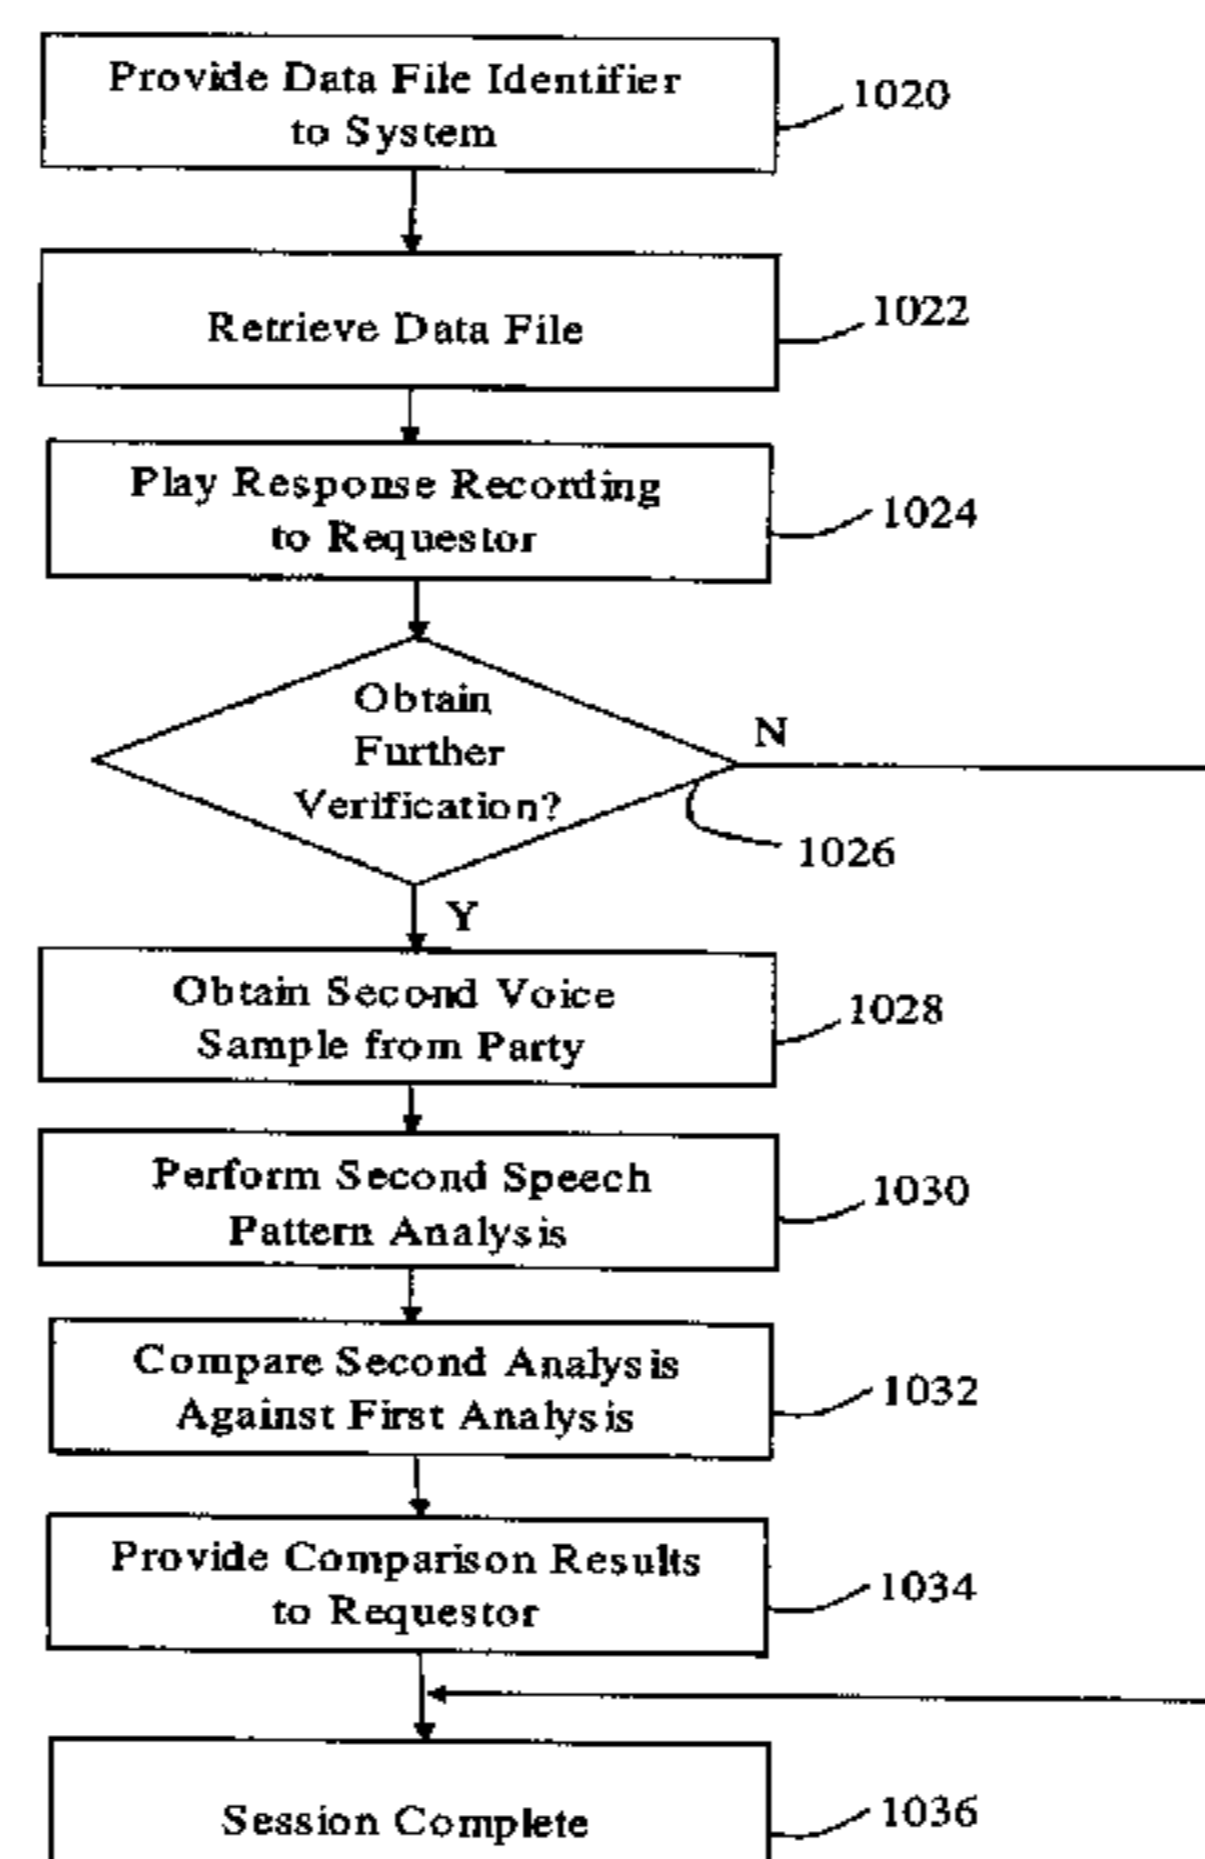 Provide Data File Identifier
to System
1020
Retrieve Data File
1022
Play Response Recording
to Requestor
1024
Obtain
Further
Verification?
N
1026
Y
Obtain Second Voice
Sample from Party
1028
Perform Second Speech
Pattern Analysis
1030
Compare Second Analysis
Against First Analysis
1032
Provide Comparison Results
to Requestor
1034
Session Complete
1036